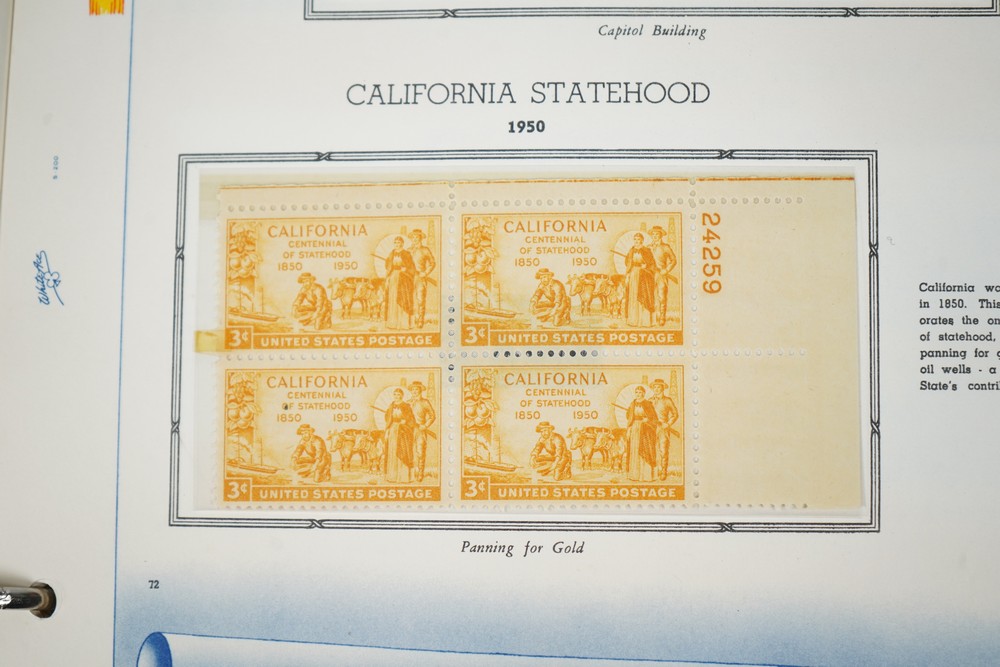 Capitol Building
CALIFORNIA STATEHOOD
1950
CALIFORNIA
CENTENNIAL
OF STATEHOOD
1850 1950
3¢ UNITED STATES POSTAGE
CALIFORNIA
CENTENNIAL
OF STATEHOOD
1850 1950
3¢ UNITED STATES POSTAGE
24259
CALIFORNIA
CENTENNIAL
OF STATEHOOD
1850 1950
3¢ UNITED STATES POSTAGE
CALIFORNIA
CENTENNIAL
OF STATEHOOD
1850 1950
3¢ UNITED STATES POSTAGE
California
in 1850. This
orates the
of statehood,
panning for
oil wells - a
State's
Panning for Gold
72
White Ace